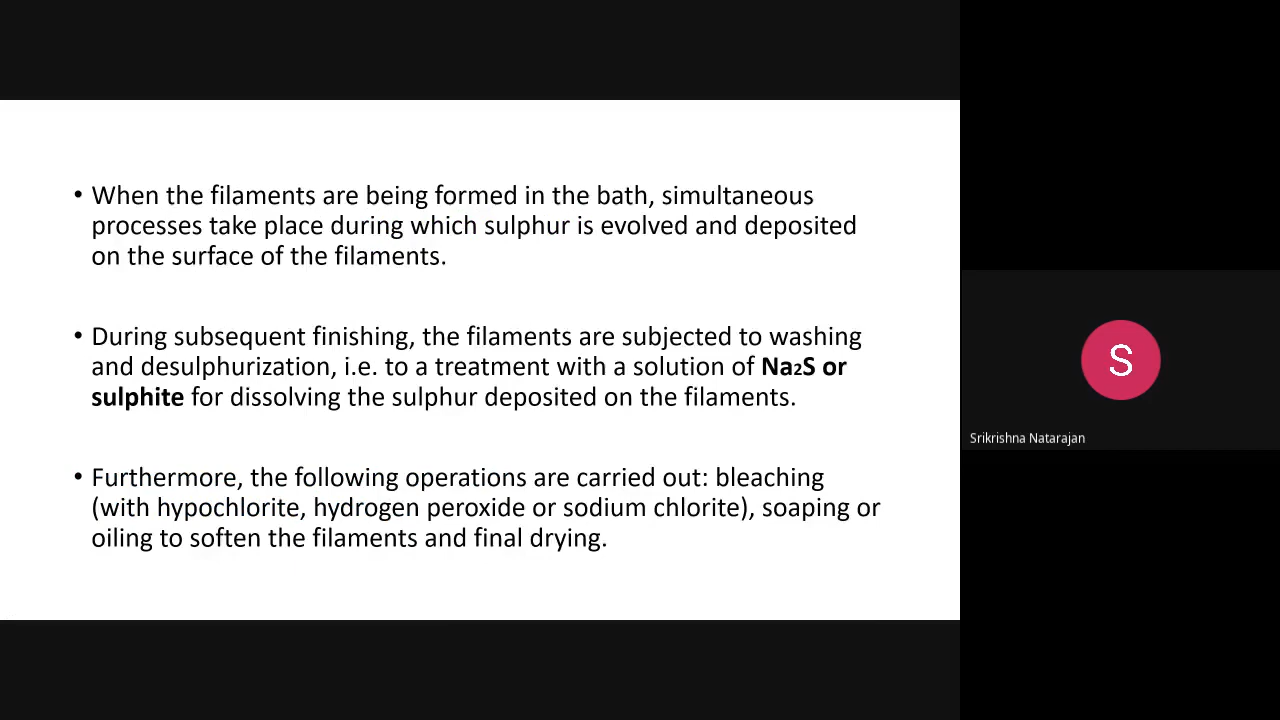 • When the filaments are being formed in the bath, simultaneous
processes take place during which sulphur is evolved and deposited
on the surface of the filaments.
• During subsequent finishing, the filaments are subjected to washing
and desulphurization, i.e. to a treatment with a solution of Na2S or
sulphite for dissolving the sulphur deposited on the filaments.
• Furthermore, the following operations are carried out: bleaching
(with hypochlorite, hydrogen peroxide or sodium chlorite), soaping or
oiling to soften the filaments and final drying.
S
Srikrishna Natarajan